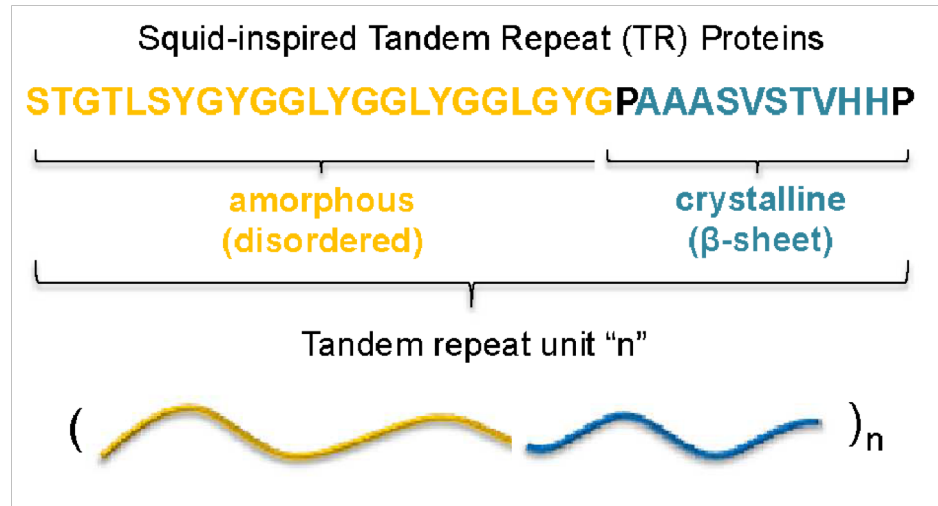 Squid-inspired Tandem Repeat (TR) Proteins
STGTLSYGYGGLYGGLYGGLGYGPAAASVSTVHHP
amorphous
(disordered)
crystalline
(β-sheet)
Tandem repeat unit “n”
( )n